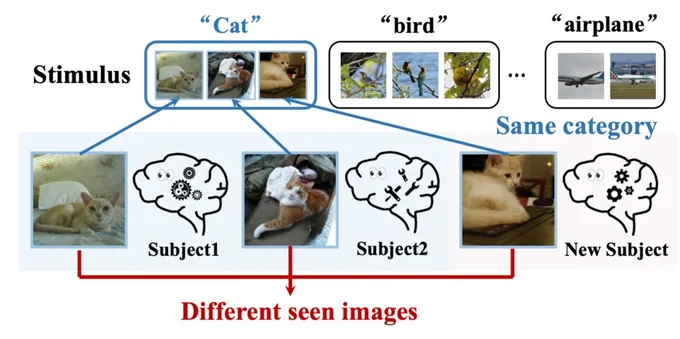 “Cat” “bird” “airplane”
Stimulus ...
Same category
Subject1 Subject2 New Subject
Different seen images